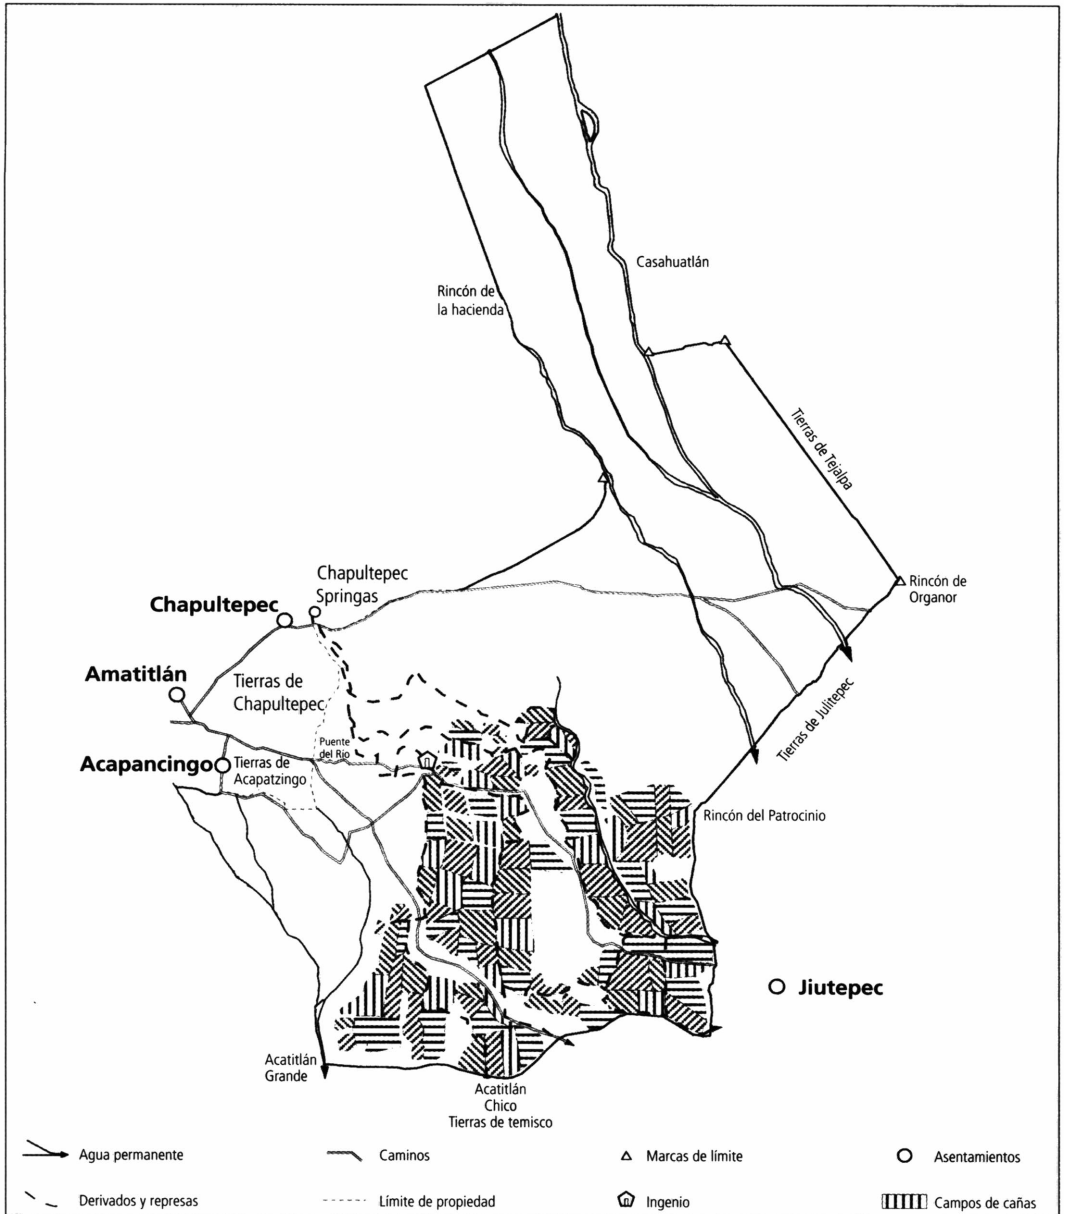 Casahuatlán
Rincón de
la hacienda
Tierras de Tejalpa
Chapultepec
Springas
Rincón de
Organor
Chapultepec
Amatitlán
Tierras de
Chapultepec
Tierras de Julitepec
Puente
del Río
Acapancingo
Tierras de
Acapatzingo
Rincón del Patrocinio
Jiutepec
Acatitlán
Grande
Acatitlán
Chico
Tierras de temisco
Agua permanente
Caminos
Marcas de límite
Asentamientos
Derivados y represas
Límite de propiedad
Ingenio
Campos de cañas